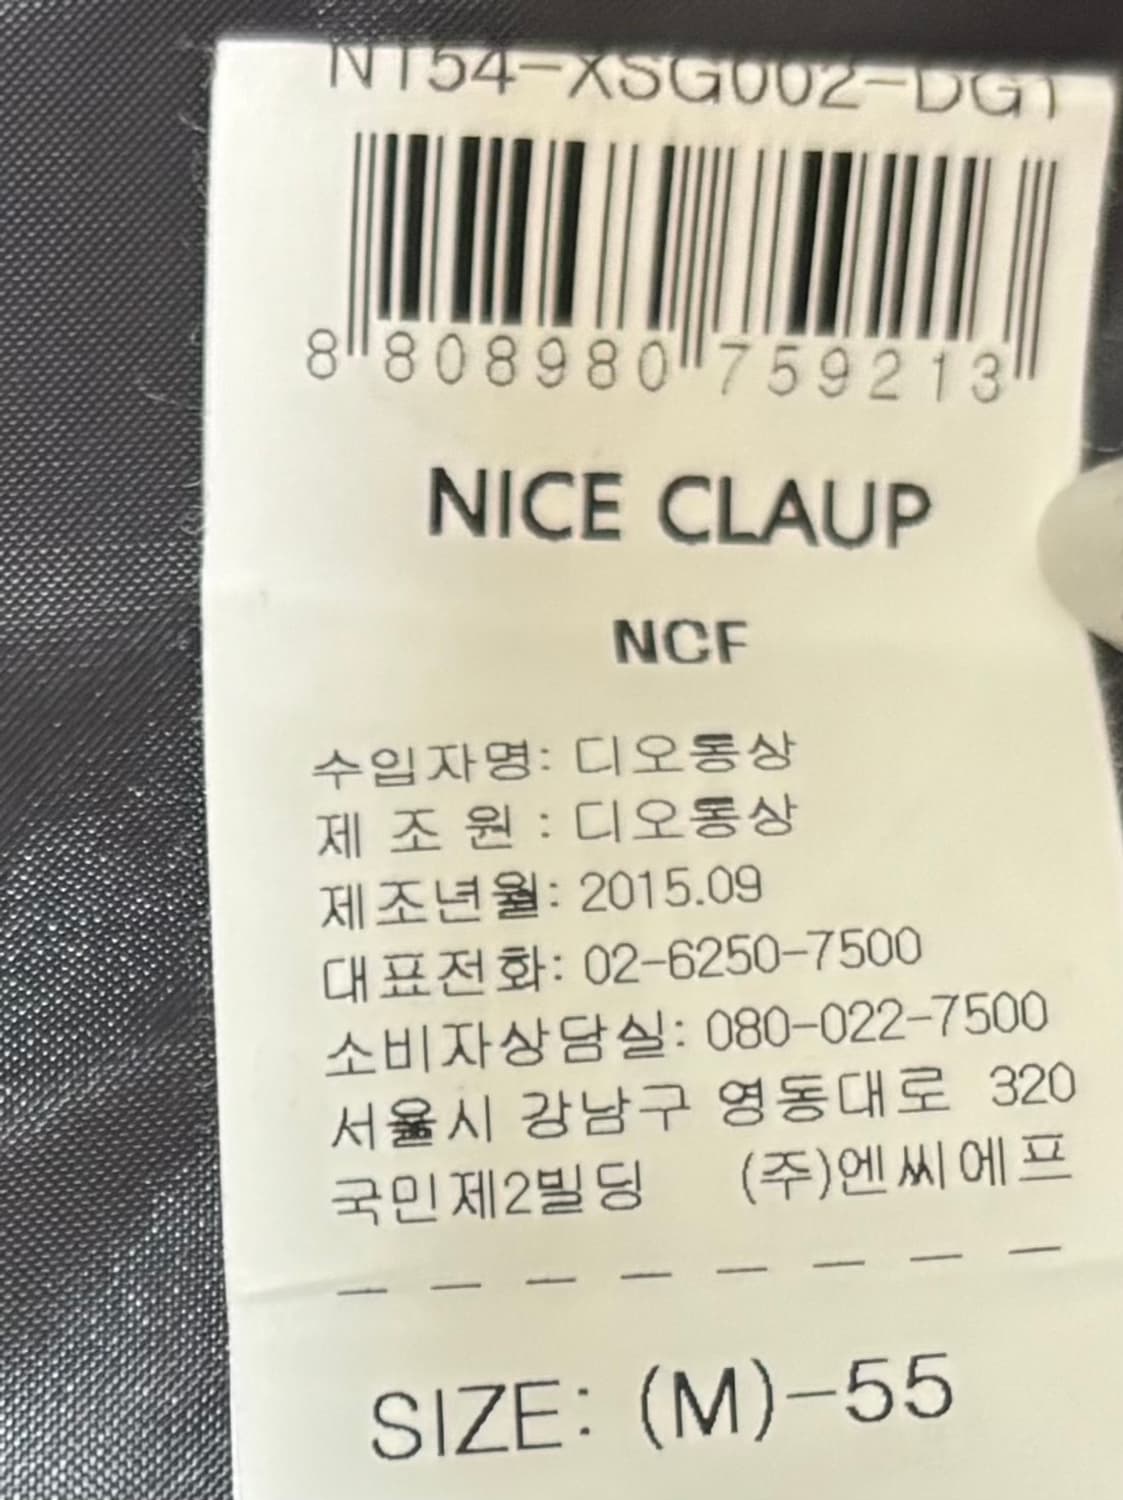 NT54-XSG002-DG1
8 808980 759213
NICE CLAUP
NCF
수입자명: 디오통상
제 조 원 : 디오통상
제조년월: 2015.09
대표전화: 02-6250-7500
소비자상담실: 080-022-7500
서울시 강남구 영동대로 320
국민제2빌딩 (주)엔씨에프
SIZE: (M)-55